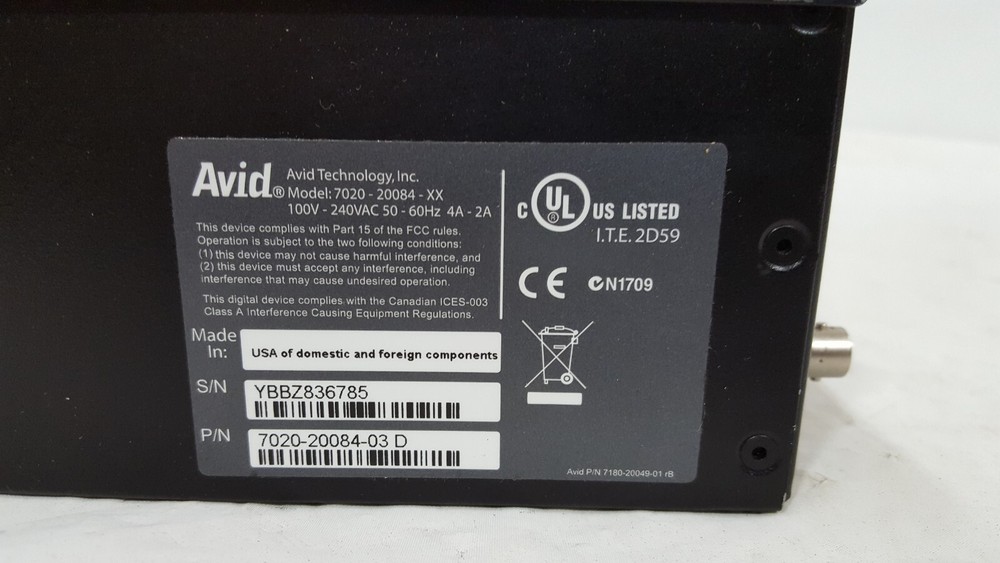 Avid® Avid Technology, Inc.
Model: 7020 - 20084 - XX
100V - 240VAC 50 - 60Hz 4A - 2A
This device complies with Part 15 of the FCC rules.
Operation is subject to the two following conditions:
(1) this device may not cause harmful interference, and
(2) this device must accept any interference, including
interference that may cause undesired operation.
This digital device complies with the Canadian ICES-003
Class A Interference Causing Equipment Regulations.
Made
In: USA of domestic and foreign components
S/N YBBZ836785
P/N 7020-20084-03 D
C UL® US LISTED
I.T.E. 2D59
CE N1709
Avid P/N 7180-20049-01 rB